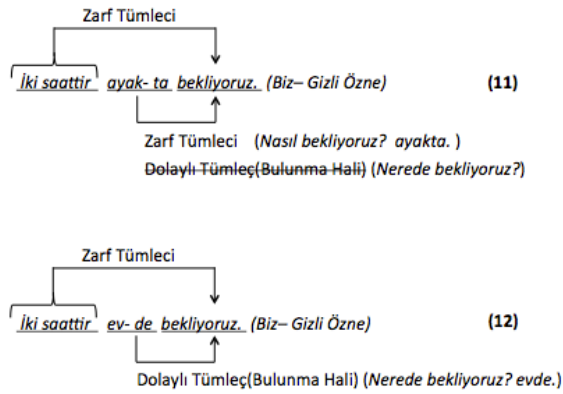 Zarf Tümleci
İki saattir ayak- ta bekliyoruz. (Biz– Gizli Özne) (11)
Zarf Tümleci (Nasıl bekliyoruz? ayakta. )
Dolaylı Tümleç(Bulunma Hali) (Nerede bekliyoruz?)
Zarf Tümleci
İki saattir ev- de bekliyoruz. (Biz– Gizli Özne) (12)
Dolaylı Tümleç(Bulunma Hali) (Nerede bekliyoruz? evde.)